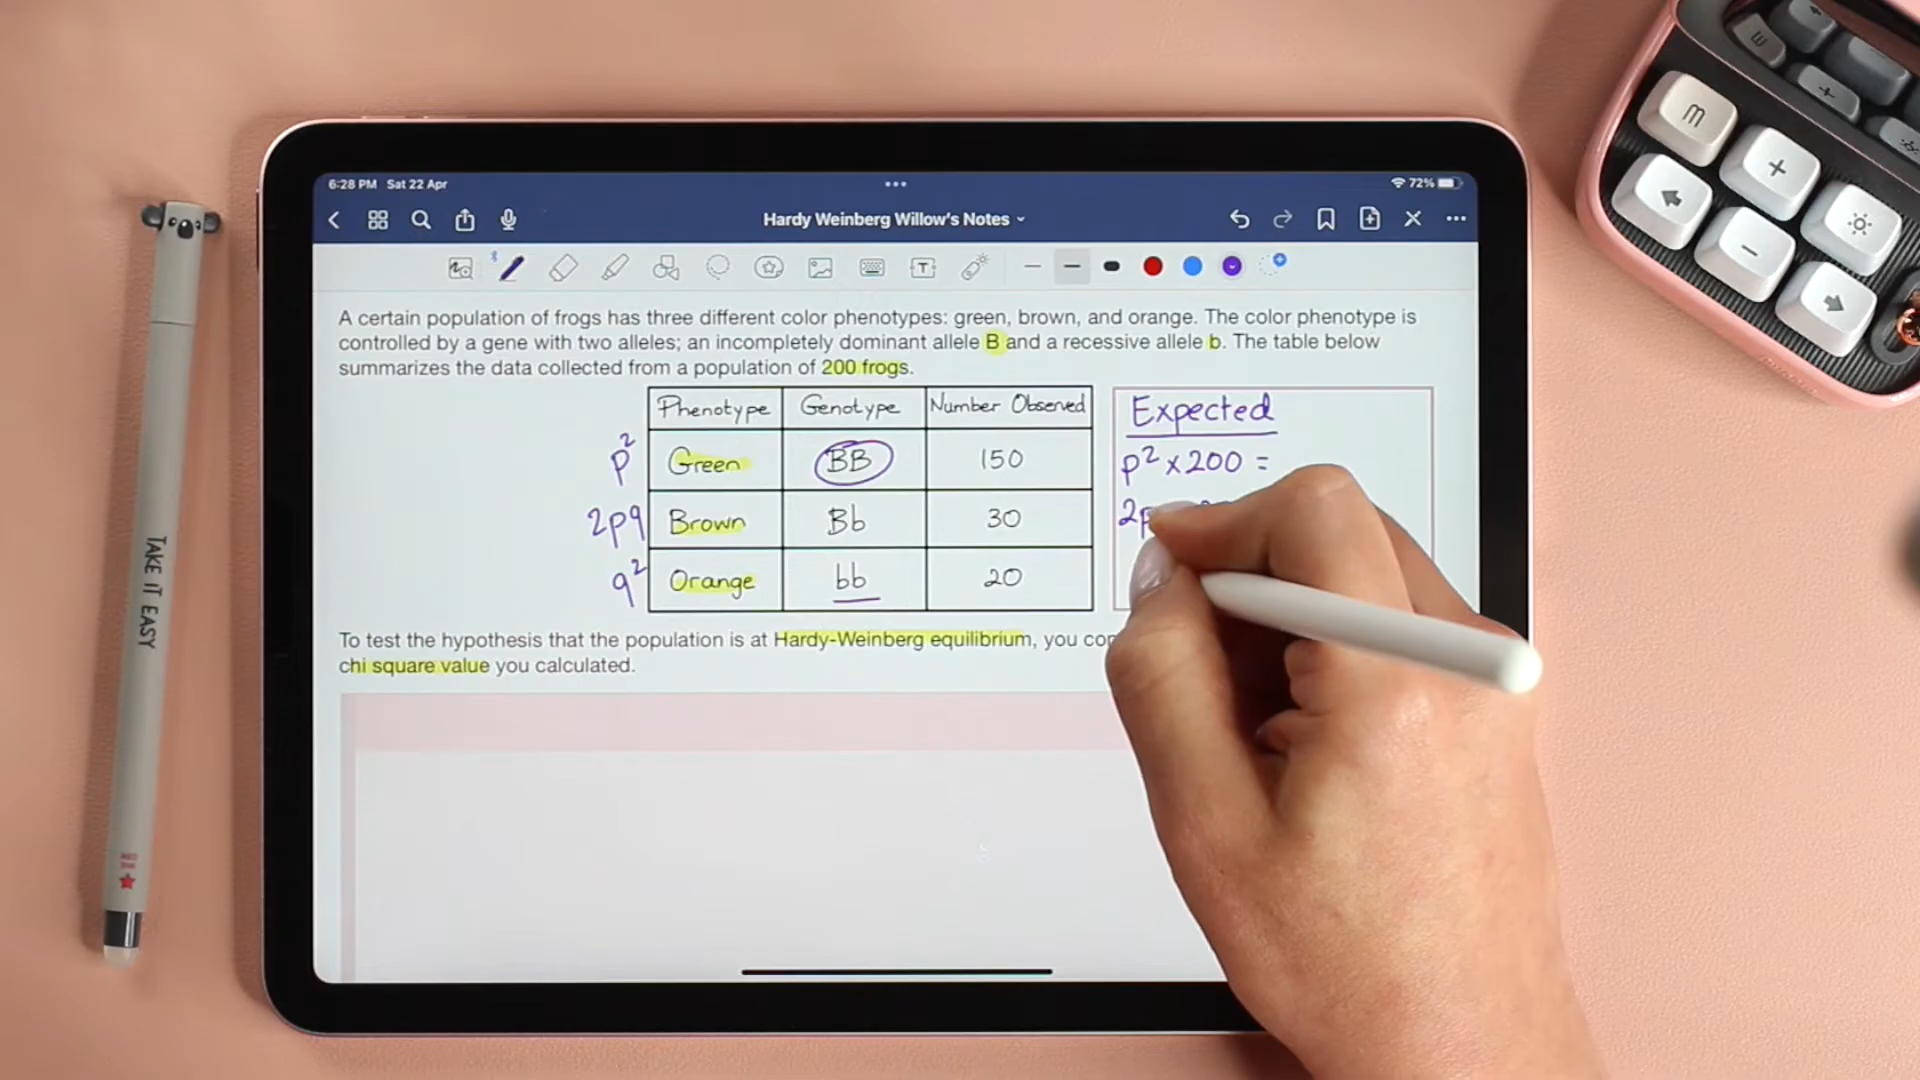 6:28 PM Sat 22 Apr
72%
Hardy Weinberg Willow's Notes
A certain population of frogs has three different color phenotypes: green, brown, and orange. The color phenotype is
controlled by a gene with two alleles; an incompletely dominant allele B and a recessive allele b. The table below
summarizes the data collected from a population of 200 frogs.
Phenotype Genotype Number Observed
p² Green BB 150
2pq Brown Bb 30
q² Orange bb 20
Expected
p² x 200 =
2p
To test the hypothesis that the population is at Hardy-Weinberg equilibrium, you
chi square value you calculated.
TAKE IT EASY
m
+
−